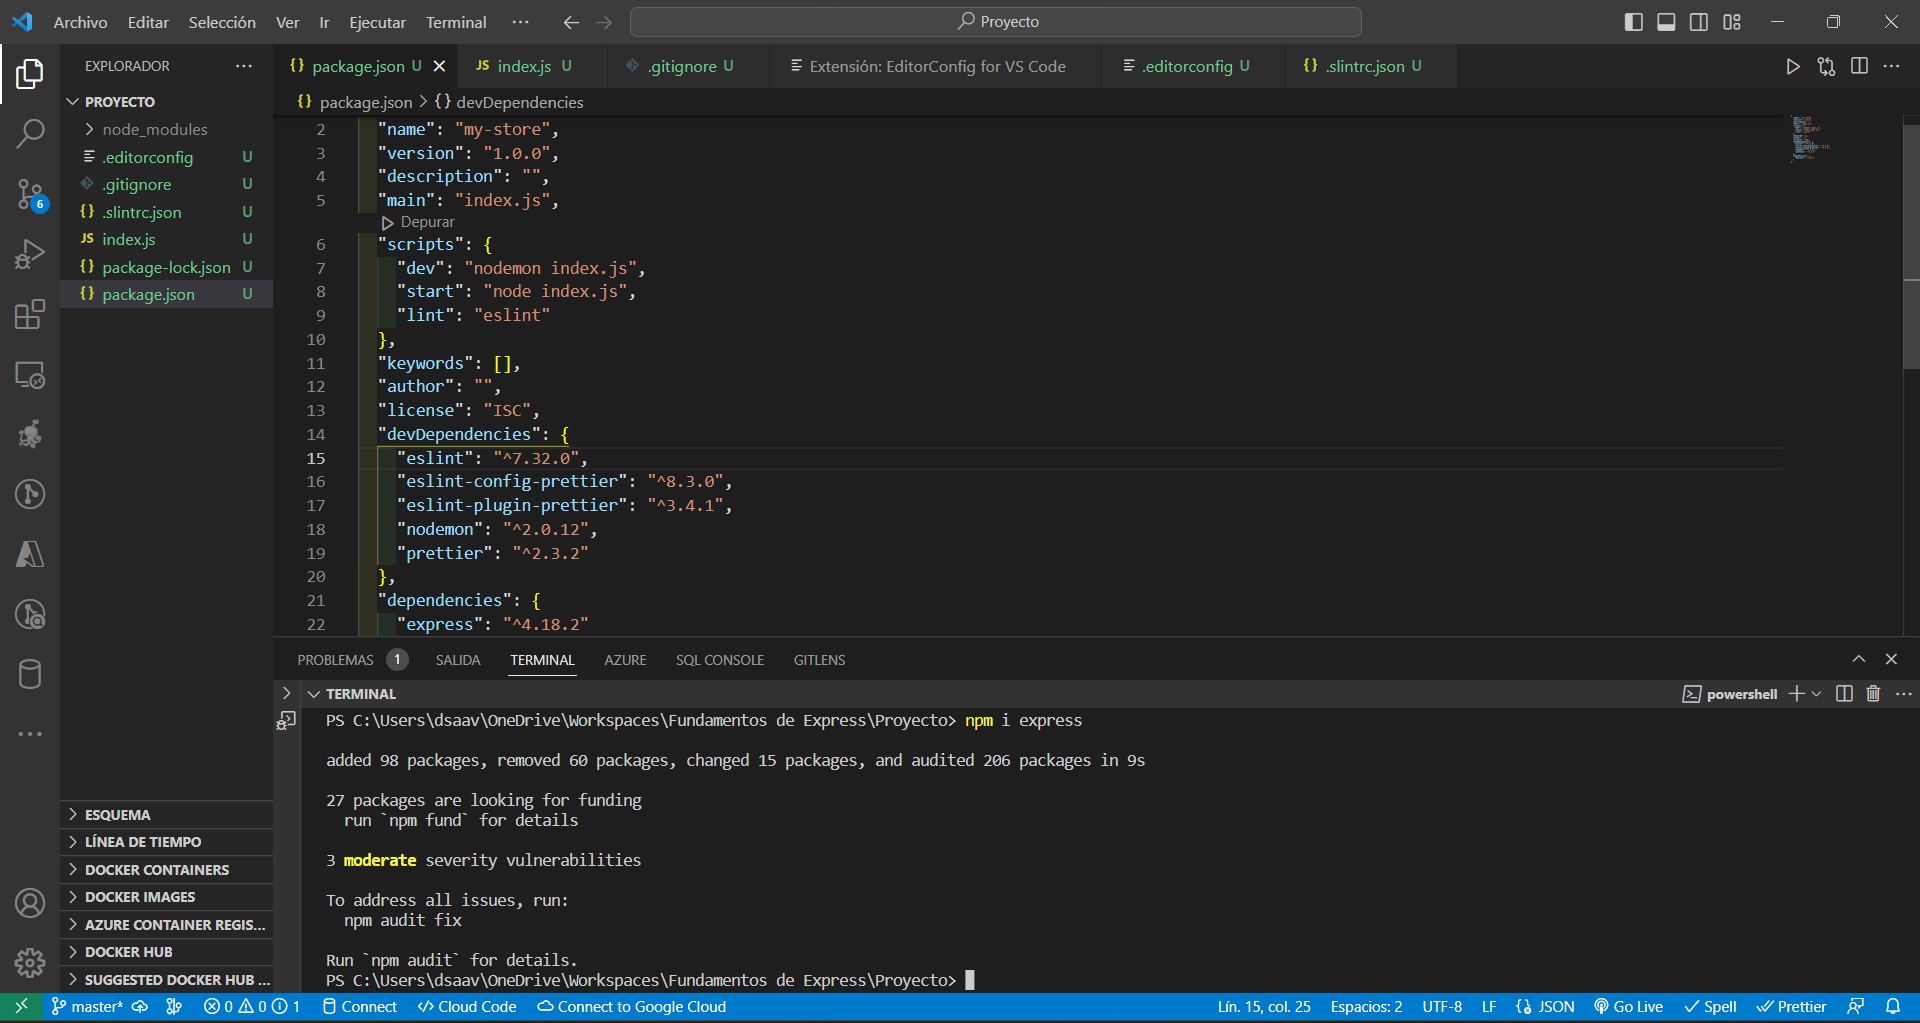 Archivo Editar Selección Ver Ir Ejecutar Terminal ··· Proyecto
EXPLORADOR
PROYECTO
node_modules
.editorconfig U
.gitignore U
.slintrc.json U
index.js U
package-lock.json U
package.json U
6
ESQUEMA
LÍNEA DE TIEMPO
DOCKER CONTAINERS
DOCKER IMAGES
AZURE CONTAINER REGIS...
DOCKER HUB
SUGGESTED DOCKER HUB ...
{} package.json U JS index.js U .gitignore U Extensión: EditorConfig for VS Code .editorconfig U {} .slintrc.json U
{} package.json > {} devDependencies
2 "name": "my-store",
3 "version": "1.0.0",
4 "description": "",
5 "main": "index.js",
Depurar
6 "scripts": {
7 "dev": "nodemon index.js",
8 "start": "node index.js",
9 "lint": "eslint"
10 },
11 "keywords": [],
12 "author": "",
13 "license": "ISC",
14 "devDependencies": {
15 "eslint": "^7.32.0",
16 "eslint-config-prettier": "^8.3.0",
17 "eslint-plugin-prettier": "^3.4.1",
18 "nodemon": "^2.0.12",
19 "prettier": "^2.3.2"
20 },
21 "dependencies": {
22 "express": "^4.18.2"
PROBLEMAS 1 SALIDA TERMINAL AZURE SQL CONSOLE GITLENS
TERMINAL powershell
PS C:\Users\dsaav\OneDrive\Workspaces\Fundamentos de Express\Proyecto> npm i express
added 98 packages, removed 60 packages, changed 15 packages, and audited 206 packages in 9s
27 packages are looking for funding
run `npm fund` for details
3 moderate severity vulnerabilities
To address all issues, run:
npm audit fix
Run `npm audit` for details.
PS C:\Users\dsaav\OneDrive\Workspaces\Fundamentos de Express\Proyecto>
master* 0 0 1 Connect Cloud Code Connect to Google Cloud Lín. 15, col. 25 Espacios: 2 UTF-8 LF {} JSON Go Live Spell Prettier